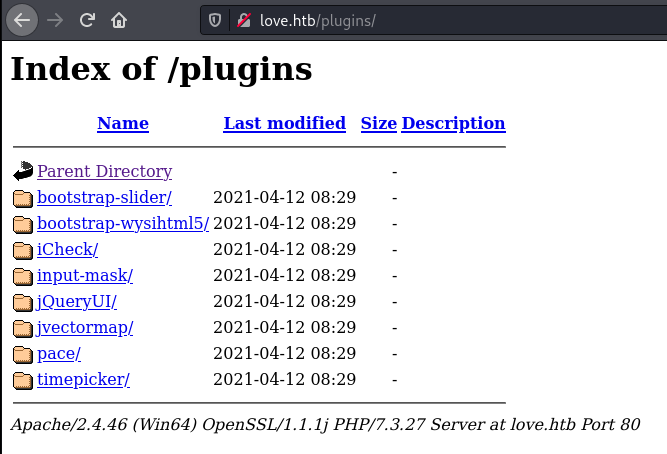 love.htb/plugins/
Index of /plugins
Name Last modified Size Description
Parent Directory -
bootstrap-slider/ 2021-04-12 08:29 -
bootstrap-wysihtml5/ 2021-04-12 08:29 -
iCheck/ 2021-04-12 08:29 -
input-mask/ 2021-04-12 08:29 -
jQueryUI/ 2021-04-12 08:29 -
jvectormap/ 2021-04-12 08:29 -
pace/ 2021-04-12 08:29 -
timepicker/ 2021-04-12 08:29 -
Apache/2.4.46 (Win64) OpenSSL/1.1.1j PHP/7.3.27 Server at love.htb Port 80